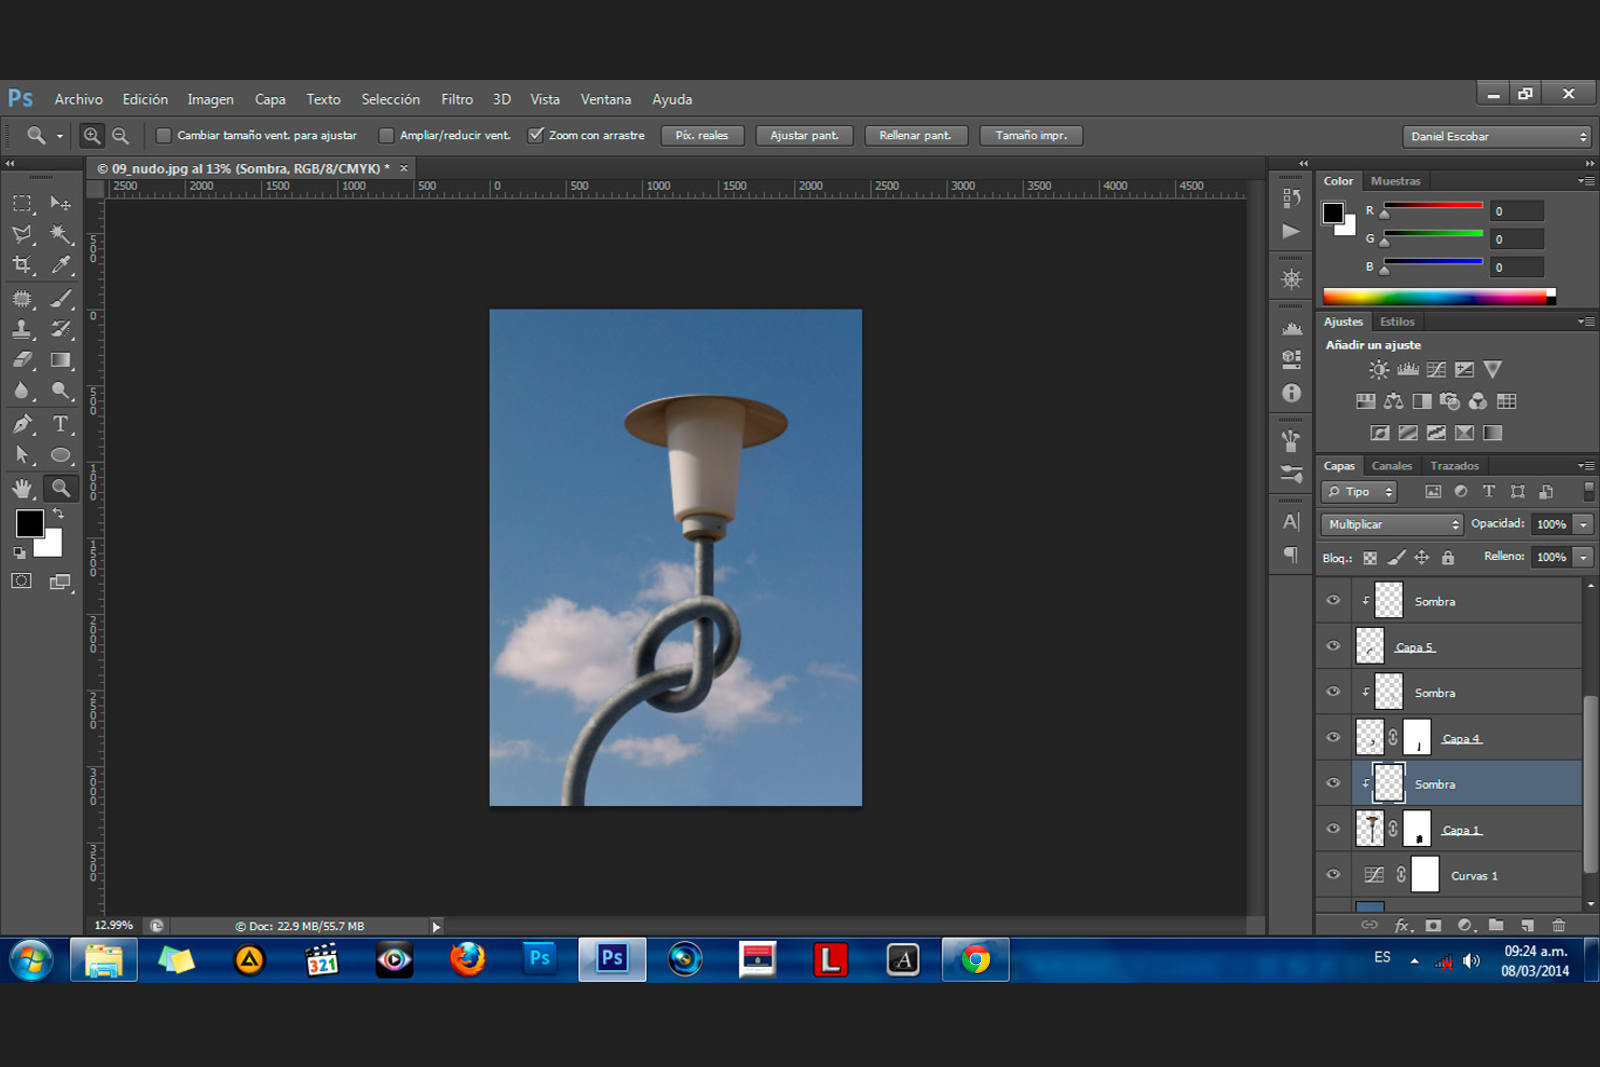 Ps Archivo Edición Imagen Capa Texto Selección Filtro 3D Vista Ventana Ayuda
Cambiar tamaño vent. para ajustar Ampliar/reducir vent. Zoom con arrastre Píx. reales Ajustar pant. Rellenar pant. Tamaño impr. Daniel Escobar
© 09_nudo.jpg al 13% (Sombra, RGB/8/CMYK) * ×
2500 2000 1500 1000 500 0 500 1000 1500 2000 2500 3000 3500 4000 4500
500
0
500
1000
1500
2000
2500
3000
3500
Color Muestras
R 0
G 0
B 0
Ajustes Estilos
Añadir un ajuste
Capas Canales Trazados
Tipo
Multiplicar Opacidad: 100%
Bloq.: Relleno: 100%
Sombra
Capa 5
Sombra
Capa 4
Sombra
Capa 1
Curvas 1
12.99% © Doc: 22.9 MB/55.7 MB
321 Ps Ps L A
ES 09:24 a.m.
08/03/2014